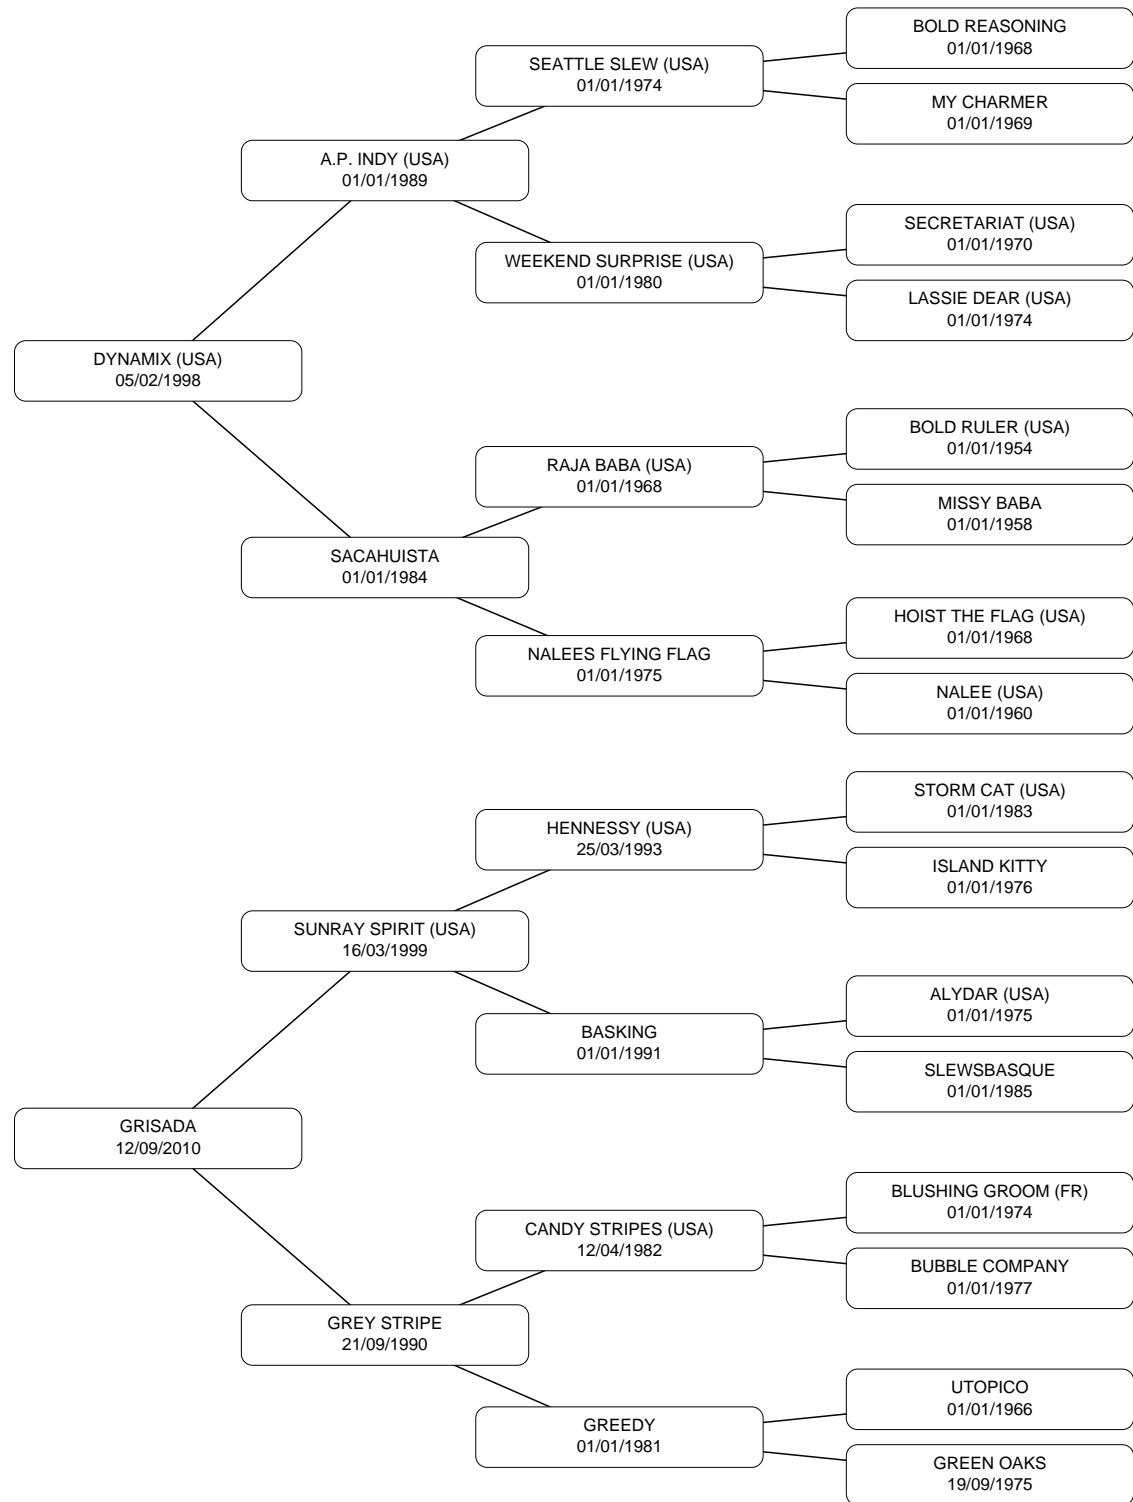 BOLD REASONING
01/01/1968
SEATTLE SLEW (USA)
01/01/1974
MY CHARMER
01/01/1969
A.P. INDY (USA)
01/01/1989
SECRETARIAT (USA)
01/01/1970
WEEKEND SURPRISE (USA)
01/01/1980
LASSIE DEAR (USA)
01/01/1974
DYNAMIX (USA)
05/02/1998
BOLD RULER (USA)
01/01/1954
RAJA BABA (USA)
01/01/1968
MISSY BABA
01/01/1958
SACAHUISTA
01/01/1984
HOIST THE FLAG (USA)
01/01/1968
NALEES FLYING FLAG
01/01/1975
NALEE (USA)
01/01/1960
STORM CAT (USA)
01/01/1983
HENNESSY (USA)
25/03/1993
ISLAND KITTY
01/01/1976
SUNRAY SPIRIT (USA)
16/03/1999
ALYDAR (USA)
01/01/1975
BASKING
01/01/1991
SLEWSBASQUE
01/01/1985
GRISADA
12/09/2010
BLUSHING GROOM (FR)
01/01/1974
CANDY STRIPES (USA)
12/04/1982
BUBBLE COMPANY
01/01/1977
GREY STRIPE
21/09/1990
UTOPICO
01/01/1966
GREEDY
01/01/1981
GREEN OAKS
19/09/1975